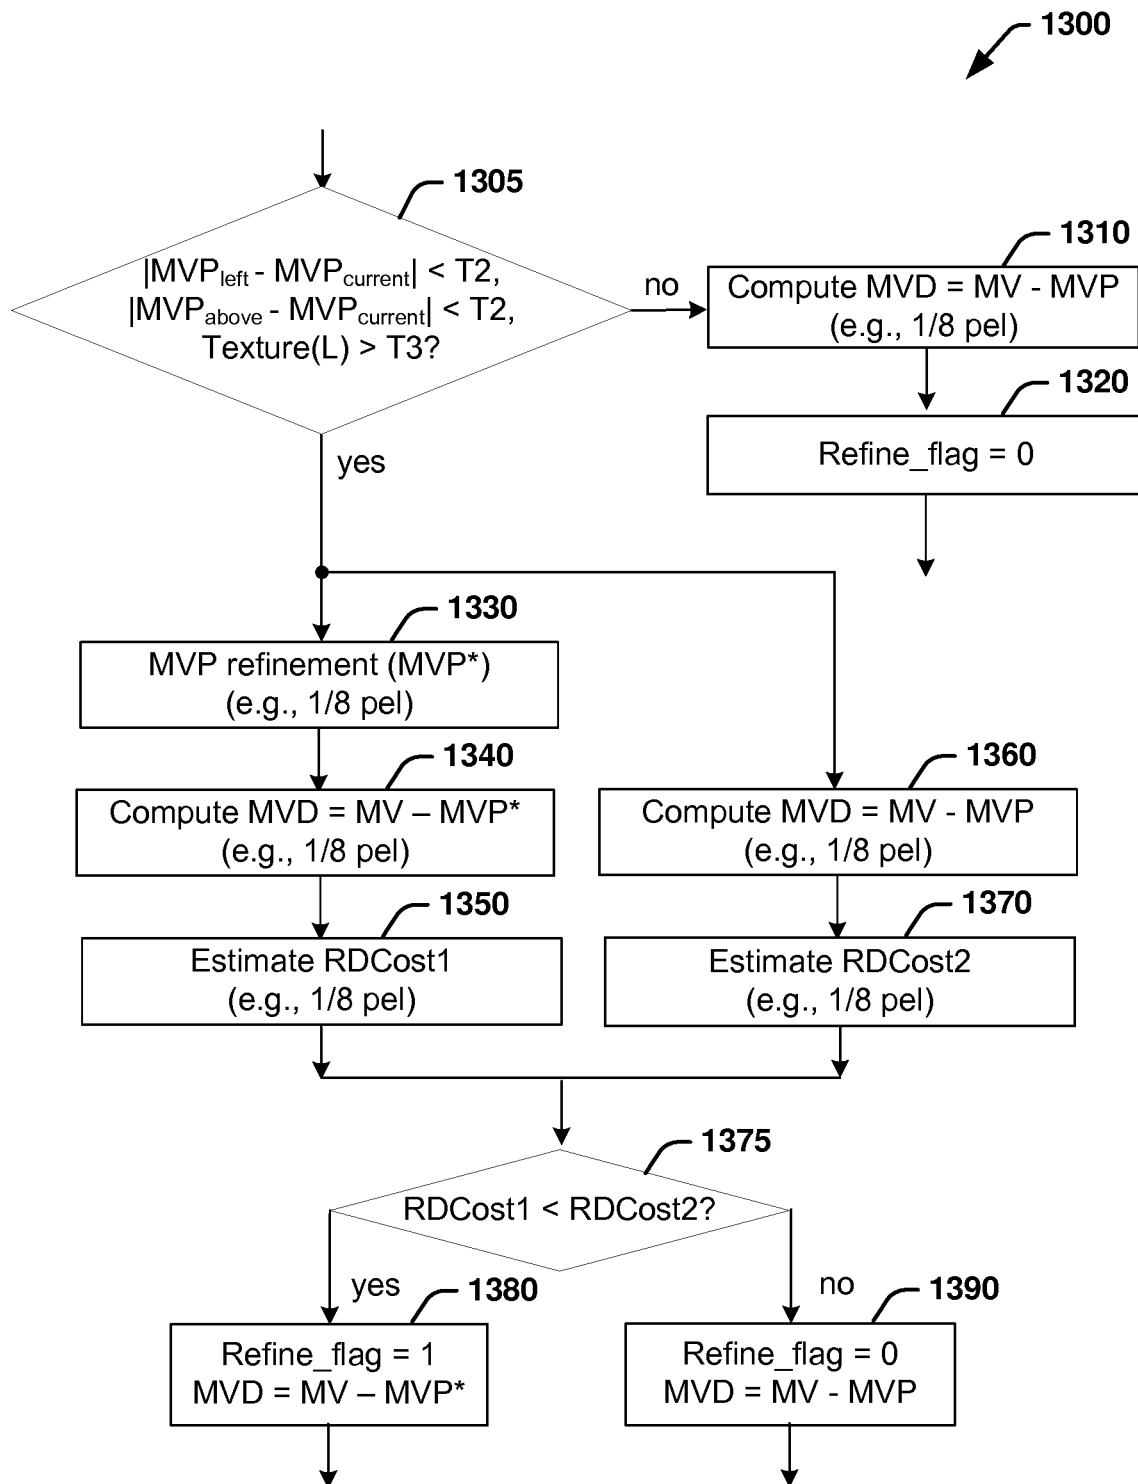 1300
1305
|MVPleft - MVPcurrent| < T2,
|MVPabove - MVPcurrent| < T2,
Texture(L) > T3?
no
1310
Compute MVD = MV - MVP
(e.g., 1/8 pel)
1320
Refine_flag = 0
yes
1330
MVP refinement (MVP*)
(e.g., 1/8 pel)
1340
Compute MVD = MV – MVP*
(e.g., 1/8 pel)
1360
Compute MVD = MV - MVP
(e.g., 1/8 pel)
1350
Estimate RDCost1
(e.g., 1/8 pel)
1370
Estimate RDCost2
(e.g., 1/8 pel)
1375
RDCost1 < RDCost2?
yes
1380
Refine_flag = 1
MVD = MV – MVP*
no
1390
Refine_flag = 0
MVD = MV - MVP